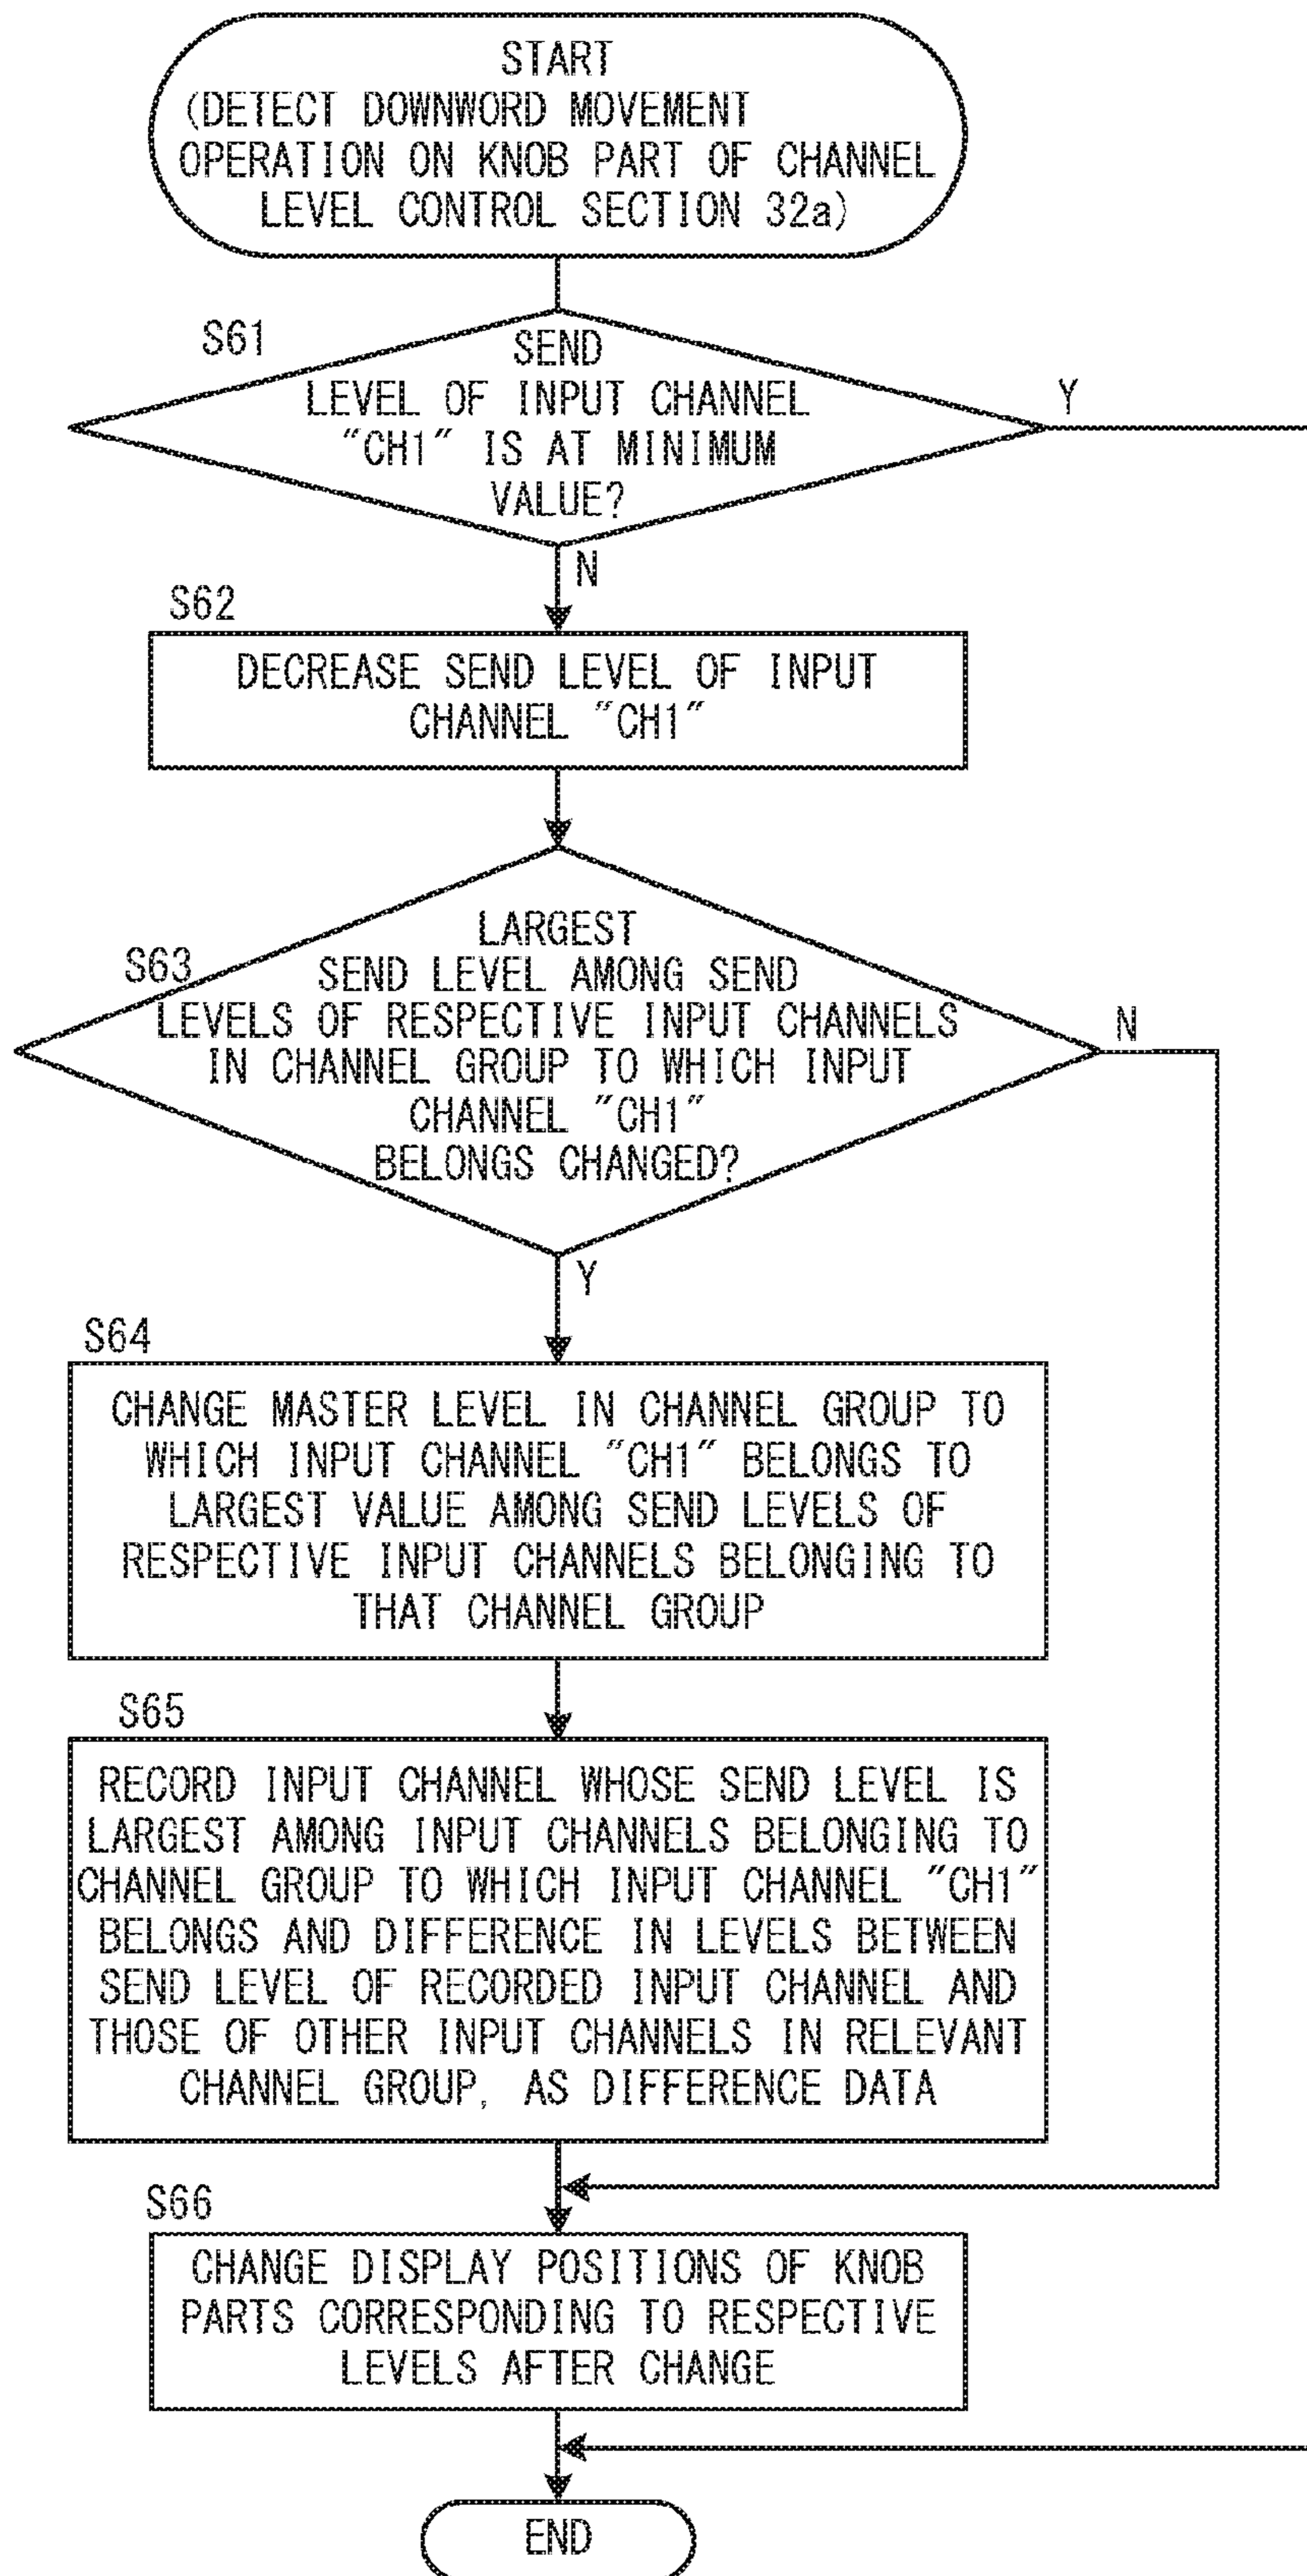 START
(DETECT DOWNWORD MOVEMENT
OPERATION ON KNOB PART OF CHANNEL
LEVEL CONTROL SECTION 32a)
S61
SEND
LEVEL OF INPUT CHANNEL
"CH1" IS AT MINIMUM
VALUE?
Y
N
S62
DECREASE SEND LEVEL OF INPUT
CHANNEL "CH1"
S63
LARGEST
SEND LEVEL AMONG SEND
LEVELS OF RESPECTIVE INPUT CHANNELS
IN CHANNEL GROUP TO WHICH INPUT
CHANNEL "CH1"
BELONGS CHANGED?
N
Y
S64
CHANGE MASTER LEVEL IN CHANNEL GROUP TO
WHICH INPUT CHANNEL "CH1" BELONGS TO
LARGEST VALUE AMONG SEND LEVELS OF
RESPECTIVE INPUT CHANNELS BELONGING TO
THAT CHANNEL GROUP
S65
RECORD INPUT CHANNEL WHOSE SEND LEVEL IS
LARGEST AMONG INPUT CHANNELS BELONGING TO
CHANNEL GROUP TO WHICH INPUT CHANNEL "CH1"
BELONGS AND DIFFERENCE IN LEVELS BETWEEN
SEND LEVEL OF RECORDED INPUT CHANNEL AND
THOSE OF OTHER INPUT CHANNELS IN RELEVANT
CHANNEL GROUP, AS DIFFERENCE DATA
S66
CHANGE DISPLAY POSITIONS OF KNOB
PARTS CORRESPONDING TO RESPECTIVE
LEVELS AFTER CHANGE
END